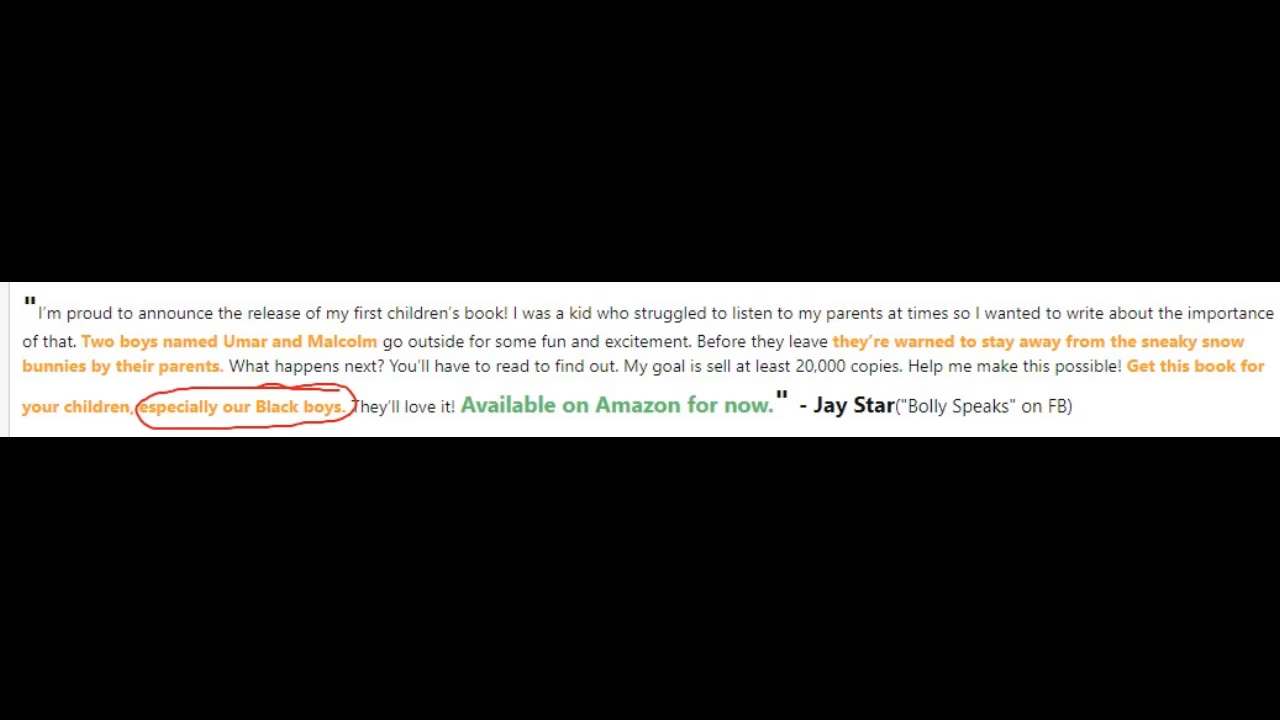 "I'm proud to announce the release of my first children's book! I was a kid who struggled to listen to my parents at times so I wanted to write about the importance
of that. Two boys named Umar and Malcolm go outside for some fun and excitement. Before they leave they're warned to stay away from the sneaky snow
bunnies by their parents. What happens next? You'll have to read to find out. My goal is sell at least 20,000 copies. Help me make this possible! Get this book for
your children, especially our Black boys. They'll love it! Available on Amazon for now." - Jay Star("Bolly Speaks" on FB)